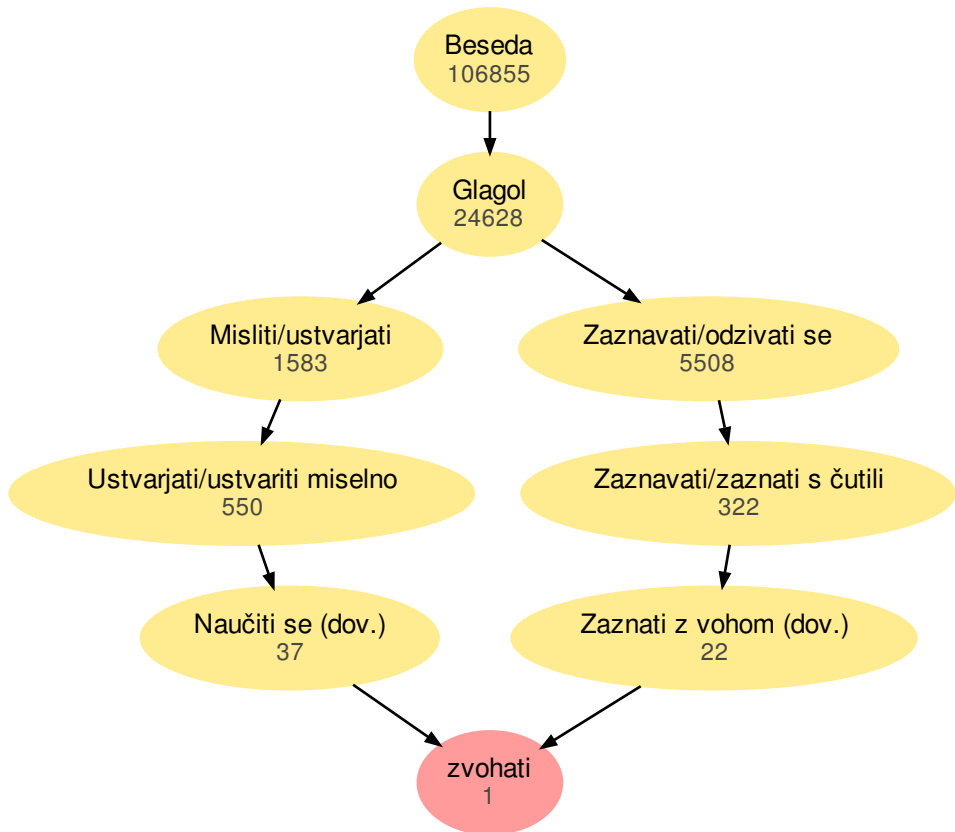 Beseda
106855
Glagol
24628
Misliti/ustvarjati
1583
Zaznavati/odzivati se
5508
Ustvarjati/ustvariti miselno
550
Zaznavati/zaznati s čutili
322
Naučiti se (dov.)
37
Zaznati z vohom (dov.)
22
zvohati
1